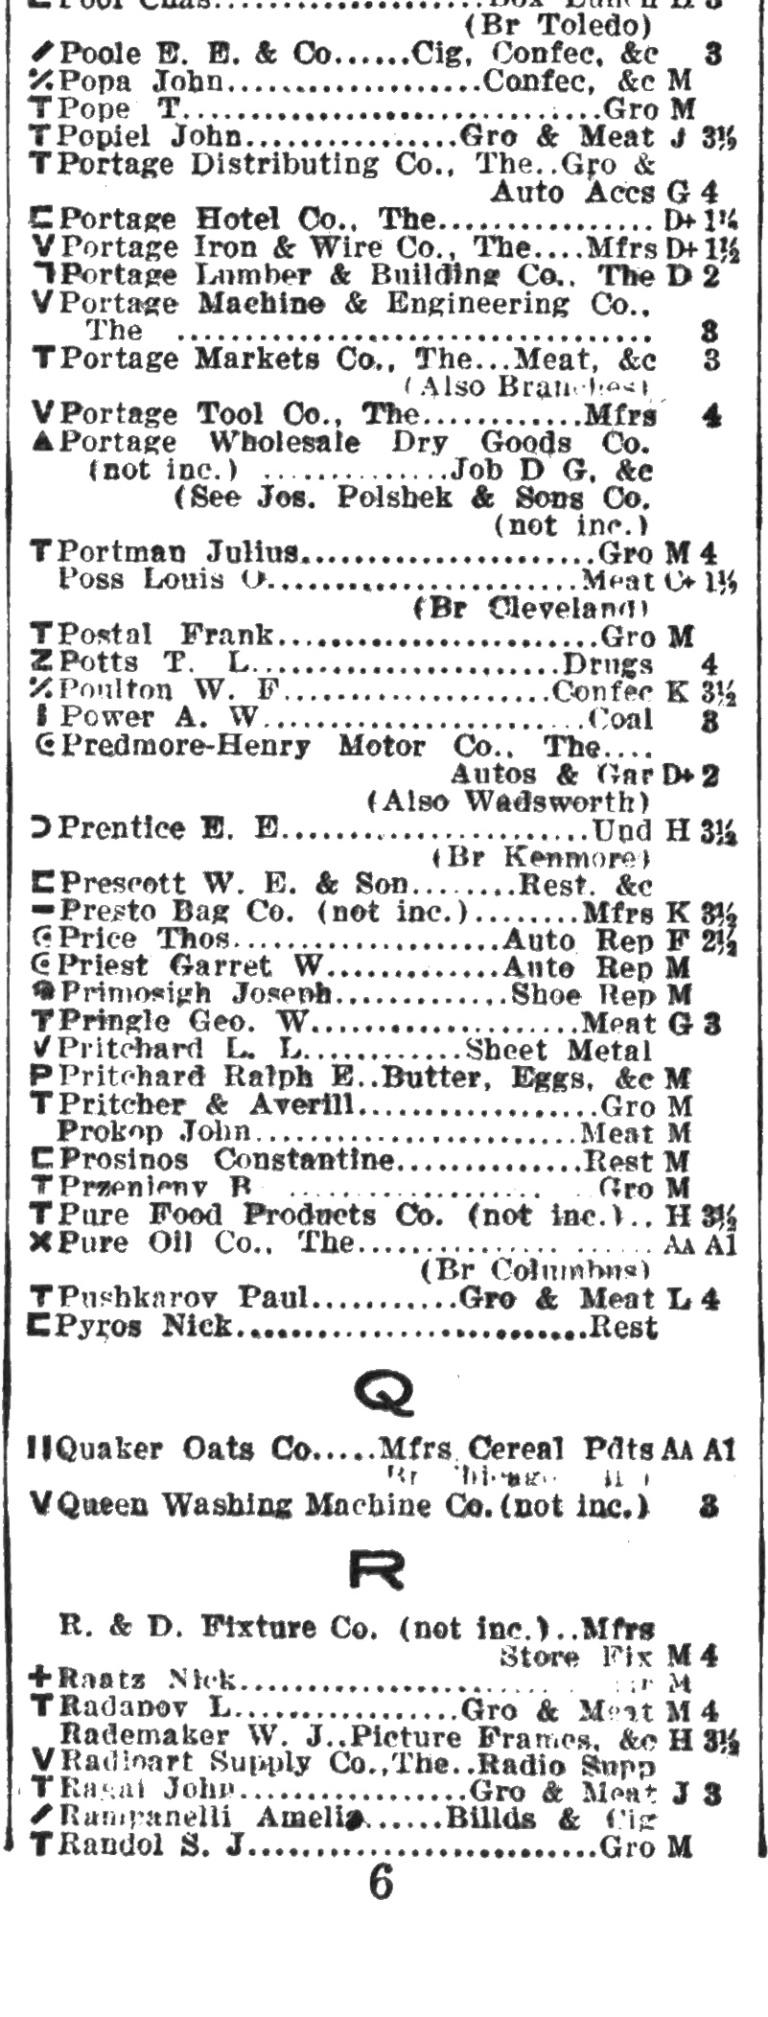 (Br Toledo)
Poole E. E. & Co......Cig, Confec, &c 3
Popa John...................Confec, &c M
T Pope T...............................Gro M
T Popiel John................Gro & Meat J 3½
T Portage Distributing Co., The..Gro &
Auto Accs G 4
Portage Hotel Co., The................ D+ 1¼
V Portage Iron & Wire Co., The....Mfrs D+ 1½
Portage Lumber & Building Co., The D 2
V Portage Machine & Engineering Co.,
The ................................... 3
T Portage Markets Co., The...Meat, &c 3
(Also Branches)
V Portage Tool Co., The............Mfrs 4
▲ Portage Wholesale Dry Goods Co.
(not inc.) ..............Job D G, &c
(See Jos. Polshek & Sons Co.
(not inc.)
T Portman Julius......................Gro M 4
Poss Louis O.......................Meat C+ 1½
(Br Cleveland)
T Postal Frank........................Gro M
Z Potts T. L.......................Drugs 4
Poulton W. F....................Confec K 3½
Power A. W........................Coal 3
Predmore-Henry Motor Co., The....
Autos & Gar D+ 2
(Also Wadsworth)
Prentice E. E.......................Und H 3½
(Br Kenmore)
Prescott W. E. & Son........Rest, &c
Presto Bag Co. (not inc.)........Mfrs K 3½
Price Thos....................Auto Rep F 2½
Priest Garret W.............Auto Rep M
Primosigh Joseph.............Shoe Rep M
T Pringle Geo. W....................Meat G 3
Pritchard L. L............Sheet Metal
P Pritchard Ralph E..Butter, Eggs, &c M
T Pritcher & Averill..................Gro M
Prokop John........................Meat M
Prosinos Constantine..............Rest M
T Przenieny B ................... Gro M
T Pure Food Products Co. (not inc.).. H 3½
X Pure Oil Co., The...................... AA A1
(Br Columbus)
T Pushkarov Paul...........Gro & Meat L 4
Pyros Nick..........................Rest
Q
Quaker Oats Co.....Mfrs Cereal Pdts AA A1
Br
V Queen Washing Machine Co. (not inc.) 3
R
R. & D. Fixture Co. (not inc.)..Mfrs
Store Fix M 4
+ Raatz Nick........................ M
T Radanov L.................Gro & Meat M 4
Rademaker W. J..Picture Frames, &c H 3½
V Radioart Supply Co., The..Radio Supp
T John.................Gro & Meat J 3
Rampanelli Amelia......Billds & Cig
T Randol S. J..........................Gro M
6